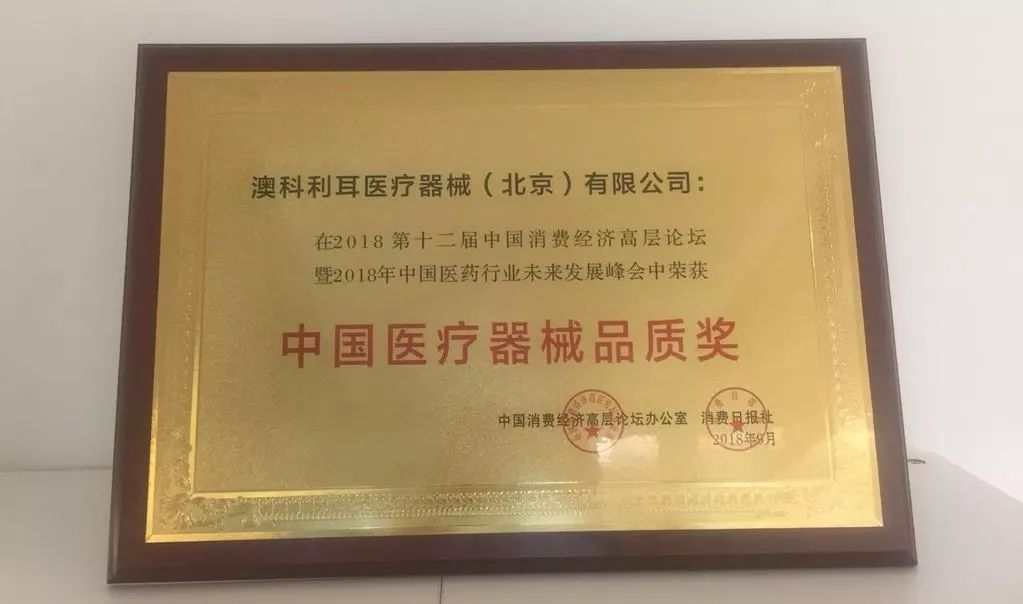 澳科利耳医疗器械（北京）有限公司：
在2018 第十二届中国消费经济高层论坛
暨2018年中国医药行业未来发展峰会中荣获
中国医疗器械品质奖
中国消费经济高层论坛办公室 消费日报社
2018年9月